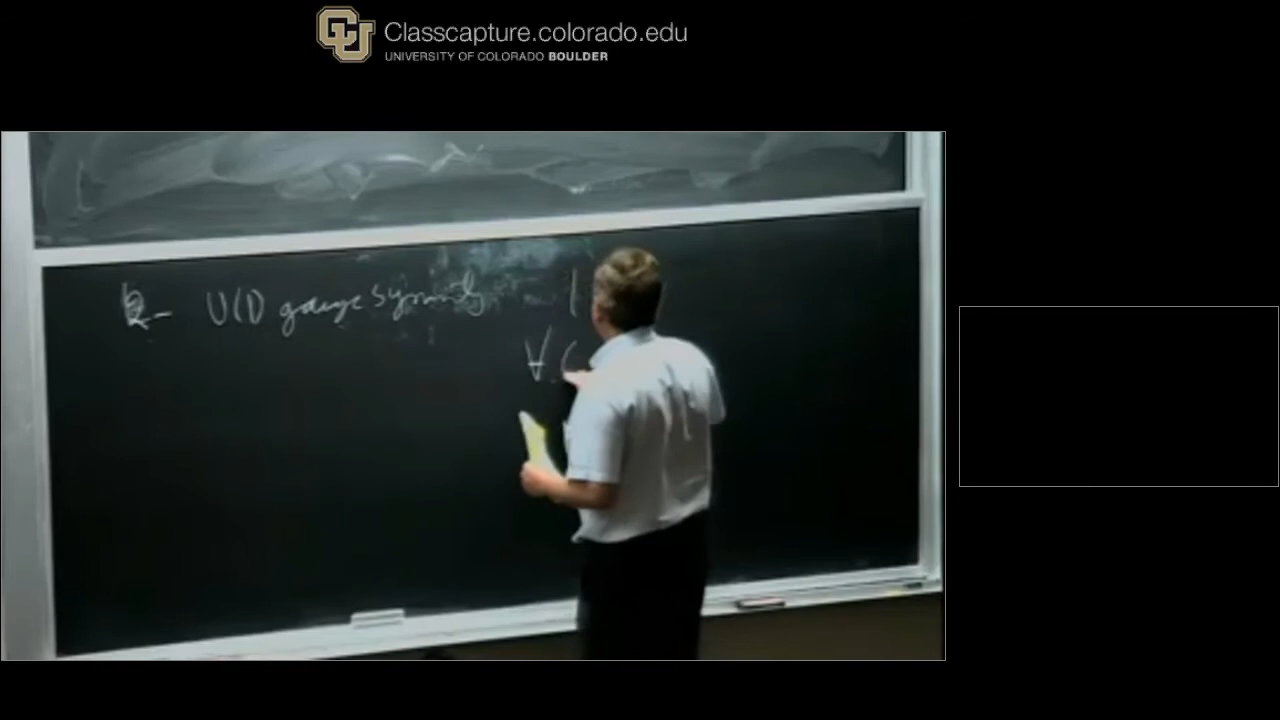 Classcapture.colorado.edu
UNIVERSITY OF COLORADO BOULDER
U(1) gauge symmetry
∀